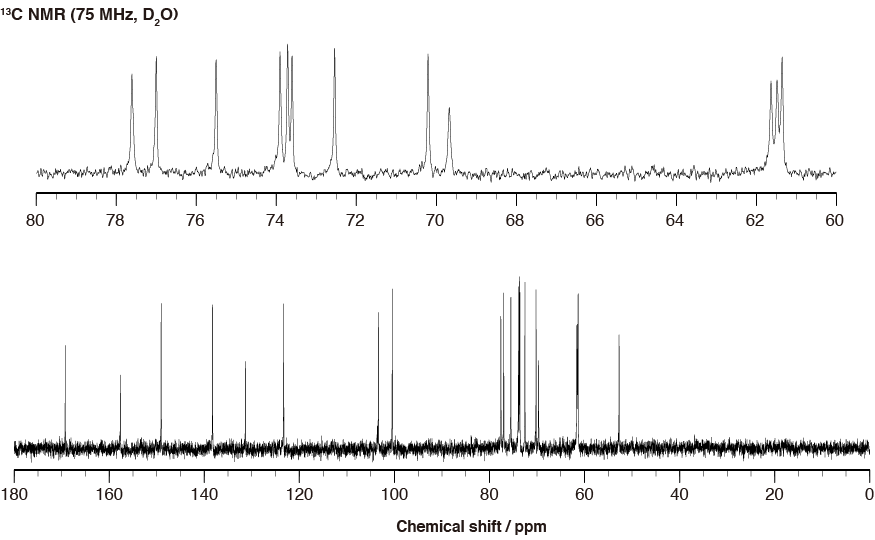 ¹³C NMR (75 MHz, D₂O)
80 78 76 74 72 70 68 66 64 62 60
180 160 140 120 100 80 60 40 20 0
Chemical shift / ppm